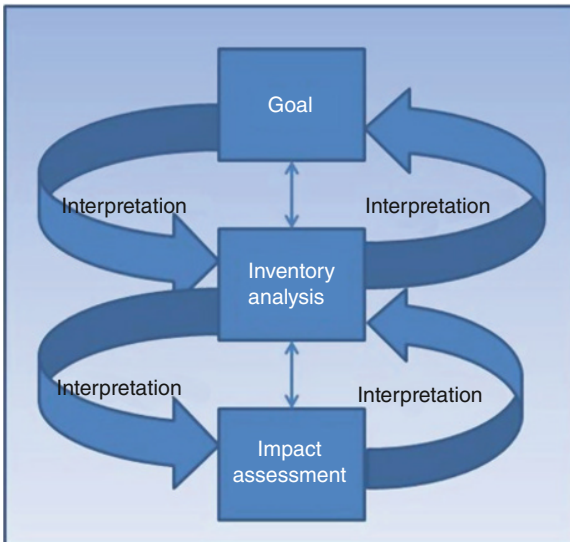 Goal
Interpretation
Interpretation
Inventory
analysis
Interpretation
Interpretation
Impact
assessment